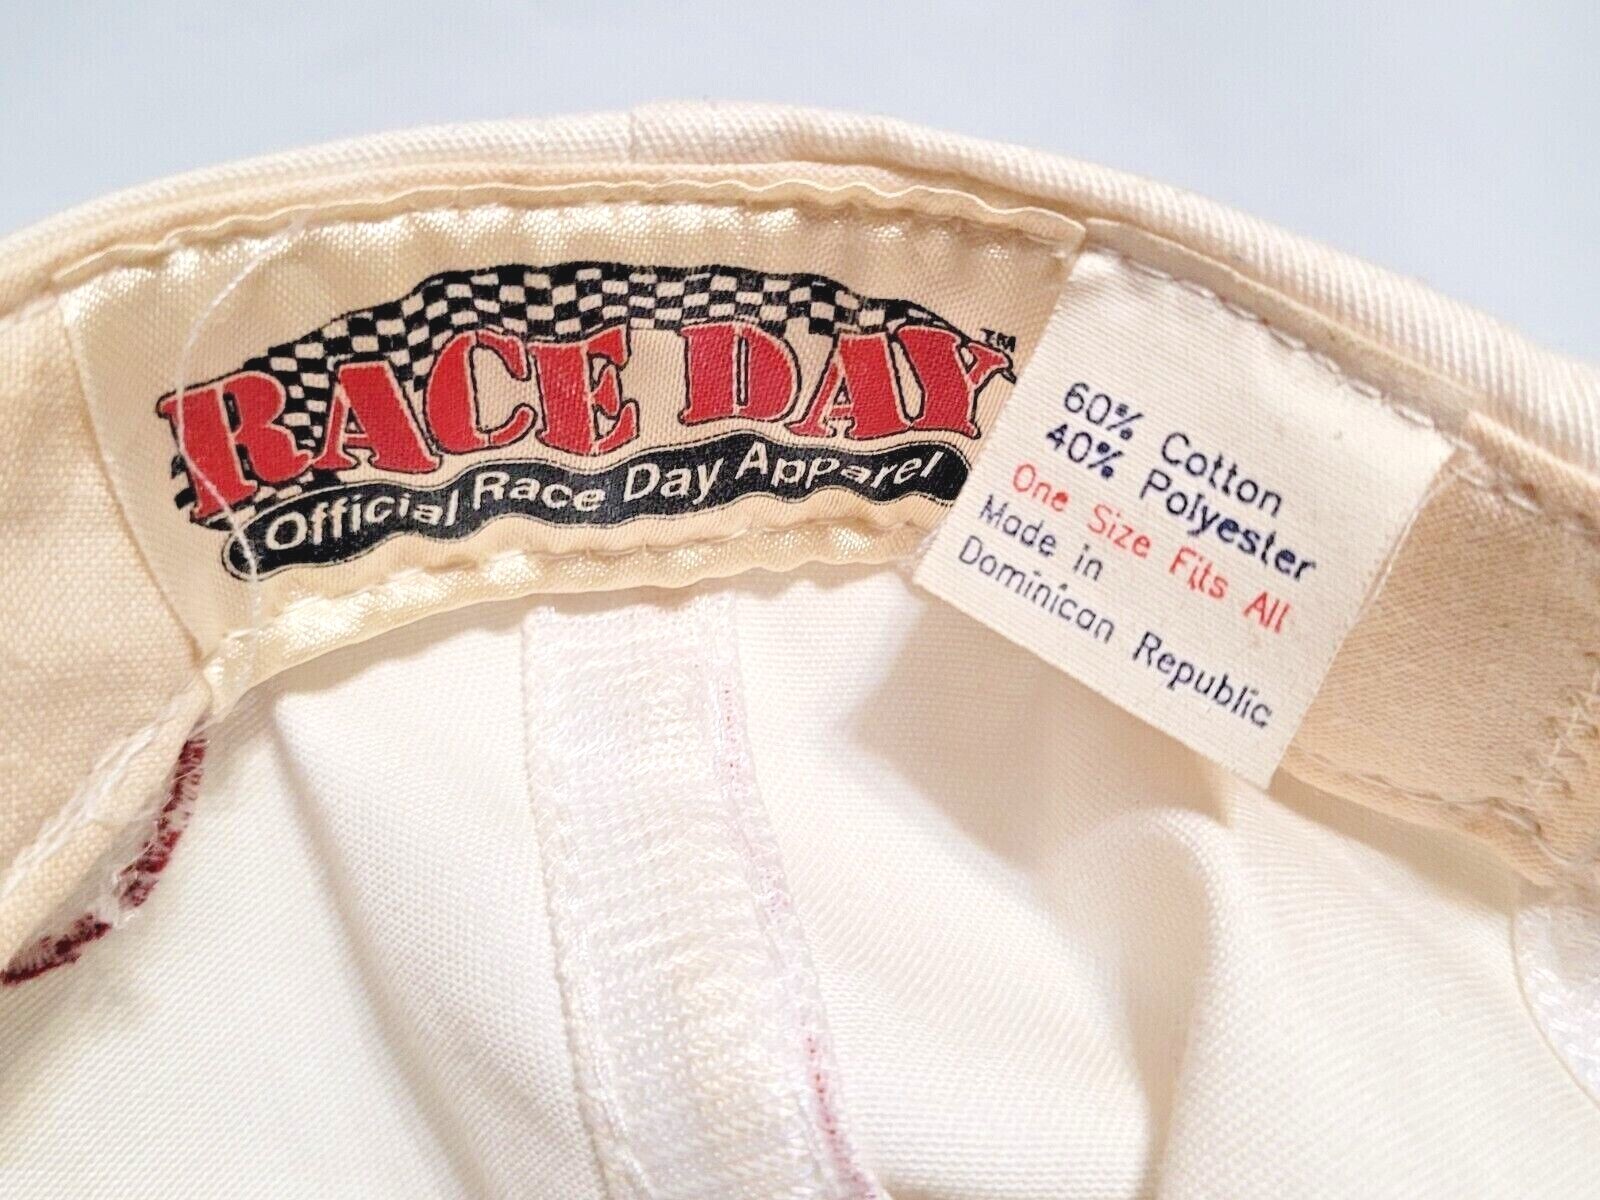 RACE DAY™
Official Race Day Apparel
60% Cotton
40% Polyester
One Size Fits All
Made in
Dominican Republic